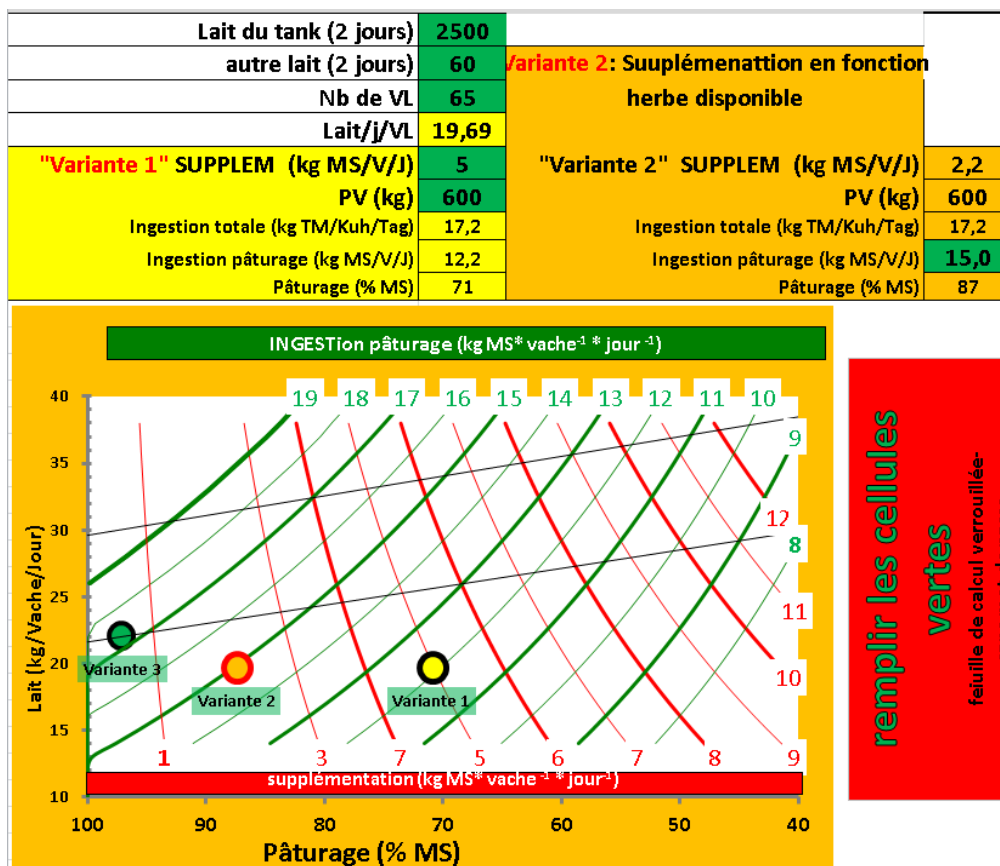 Lait du tank (2 jours) 2500
autre lait (2 jours) 60 Variante 2: Suuplémenattion en fonction
Nb de VL 65 herbe disponible
Lait/j/VL 19,69
"Variante 1" SUPPLEM (kg MS/V/J) 5 "Variante 2" SUPPLEM (kg MS/V/J) 2,2
PV (kg) 600 PV (kg) 600
Ingestion totale (kg TM/Kuh/Tag) 17,2 Ingestion totale (kg TM/Kuh/Tag) 17,2
Ingestion pâturage (kg MS/V/J) 12,2 Ingestion pâturage (kg MS/V/J) 15,0
Pâturage (% MS) 71 Pâturage (% MS) 87
INGESTion pâturage (kg MS* vache-1 * jour -1)
40 19 18 17 16 15 14 13 12 11 10
9
35
30 12
8
25
11
20 10
Variante 3 Variante 2 Variante 1
15
1 3 7 5 6 7 8 9
supplémentation (kg MS* vache -1 * jour-1)
10
100 90 80 70 60 50 40
Pâturage (% MS)
Lait (kg/Vache/Jour)
remplir les cellules
vertes
feiuille de calcul verrouillée-